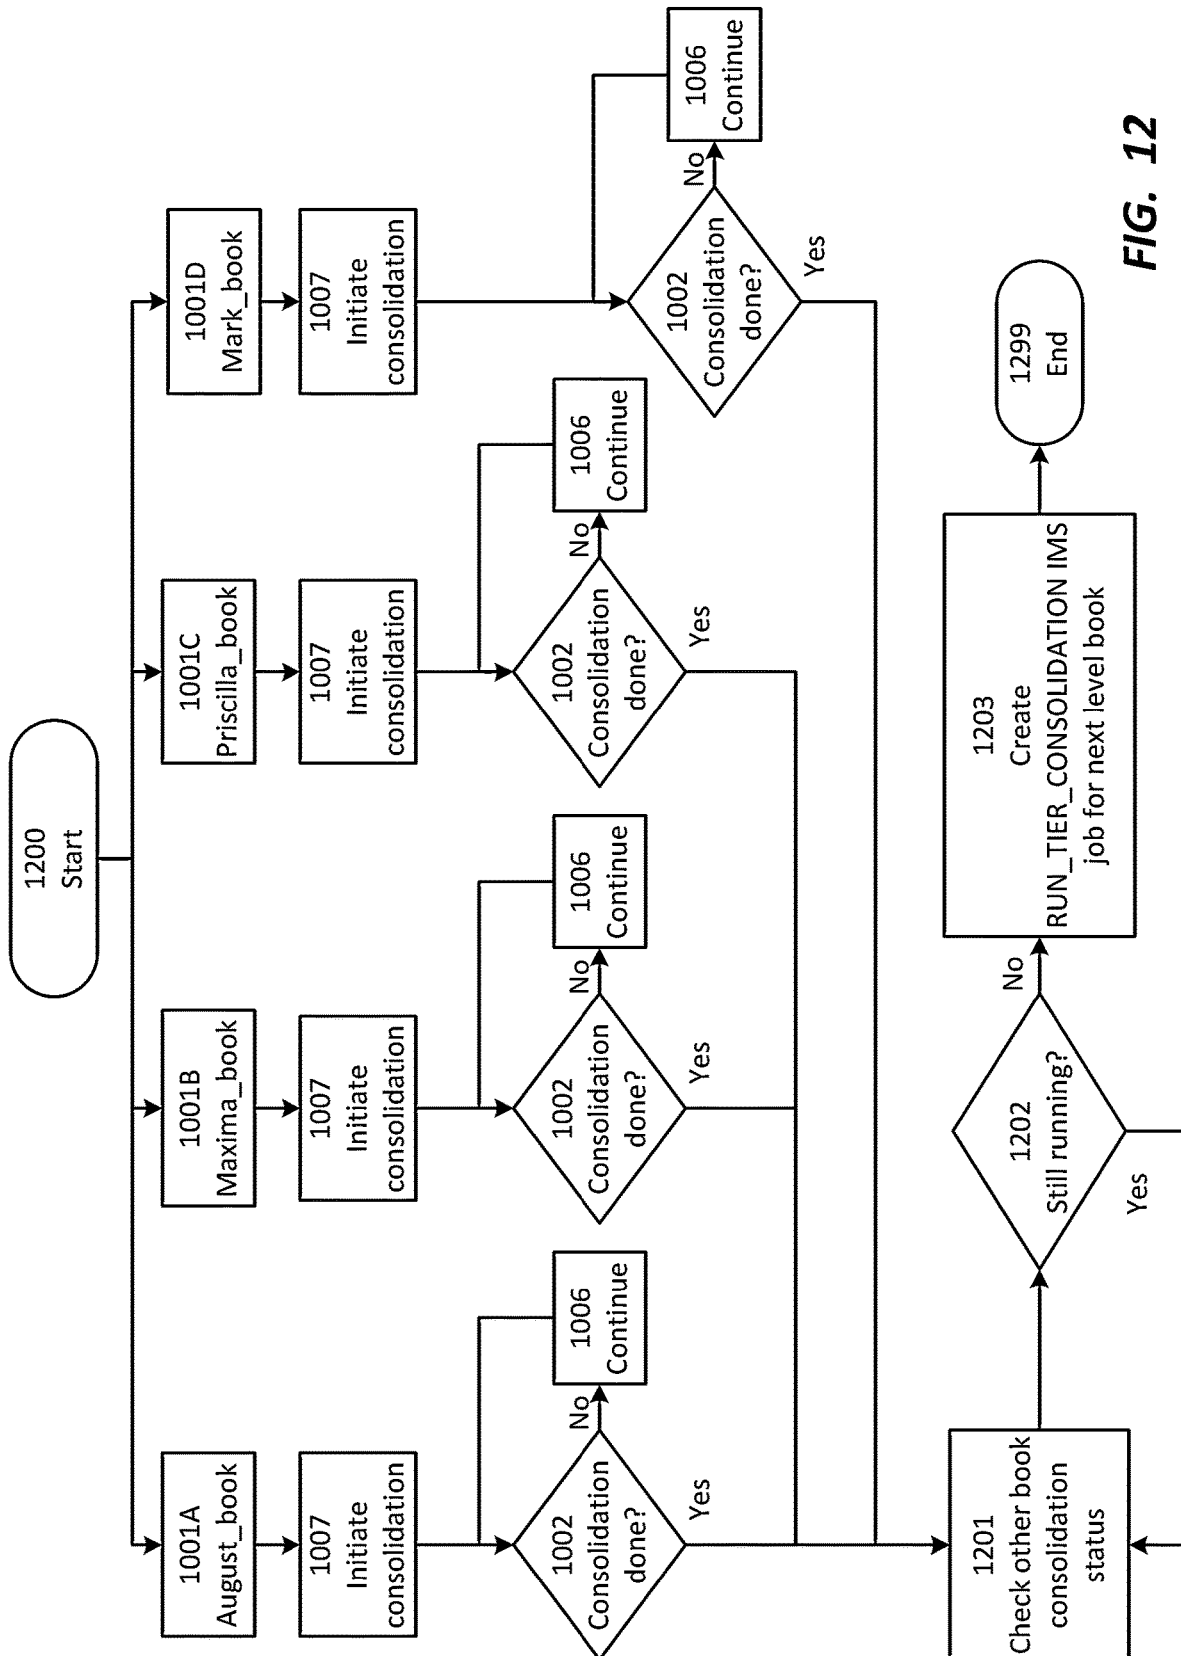 1200
Start
1001A
August_book
1001B
Maxima_book
1001C
Priscilla_book
1001D
Mark_book
1007
Initiate
consolidation
1007
Initiate
consolidation
1007
Initiate
consolidation
1007
Initiate
consolidation
1002
Consolidation
done?
No
1006
Continue
Yes
1002
Consolidation
done?
No
1006
Continue
Yes
1002
Consolidation
done?
No
1006
Continue
Yes
1002
Consolidation
done?
No
1006
Continue
Yes
1201
Check other book
consolidation
status
1202
Still running?
No
Yes
1203
Create
RUN_TIER_CONSOLIDATION IMS
job for next level book
1299
End
FIG. 12